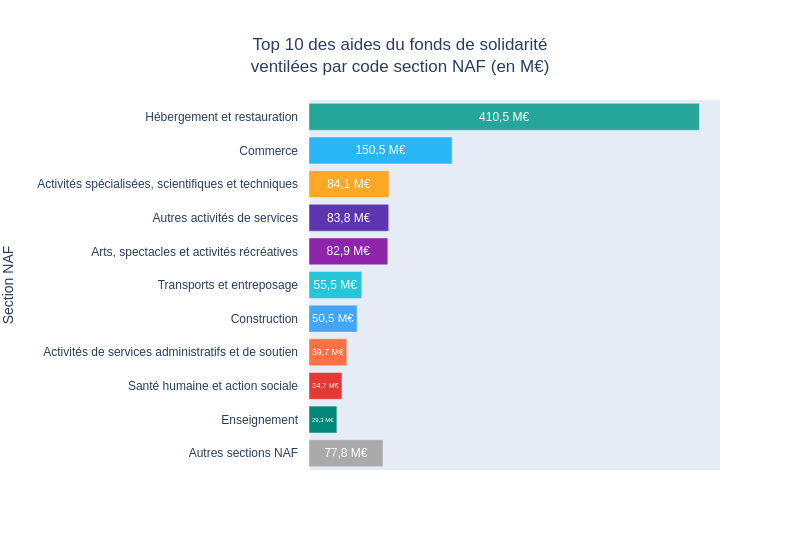 Top 10 des aides du fonds de solidarité
ventilées par code section NAF (en M€)
Section NAF
Hébergement et restauration 410,5 M€
Commerce 150,5 M€
Activités spécialisées, scientifiques et techniques 84,1 M€
Autres activités de services 83,8 M€
Arts, spectacles et activités récréatives 82,9 M€
Transports et entreposage 55,5 M€
Construction 50,5 M€
Activités de services administratifs et de soutien 39,7 M€
Santé humaine et action sociale 34,7 M€
Enseignement 29,3 M€
Autres sections NAF 77,8 M€